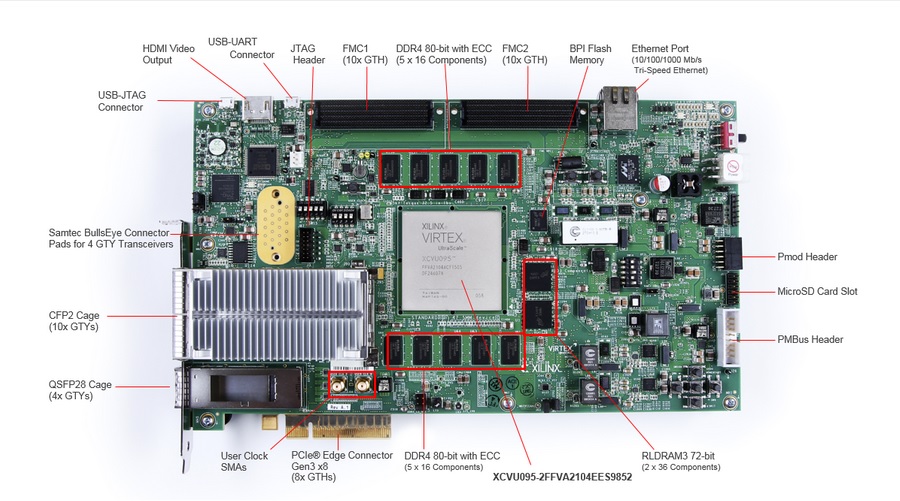 HDMI Video
Output
USB-UART
Connector
JTAG
Header
FMC1
(10x GTH)
DDR4 80-bit with ECC
(5 x 16 Components)
FMC2
(10x GTH)
BPI Flash
Memory
Ethernet Port
(10/100/1000 Mb/s
Tri-Speed Ethernet)
USB-JTAG
Connector
Samtec BullsEye Connector
Pads for 4 GTY Transceivers
CFP2 Cage
(10x GTYs)
QSFP28 Cage
(4x GTYs)
XILINX
VIRTEX
UltraScale
XCVU095™
Pmod Header
MicroSD Card Slot
PMBus Header
VIRTEX
XILINX
Rev A.1
User Clock
SMAs
PCIe® Edge Connector
Gen3 x8
(8x GTHs)
DDR4 80-bit with ECC
(5 x 16 Components)
XCVU095-2FFVA2104EES9852
RLDRAM3 72-bit
(2 x 36 Components)